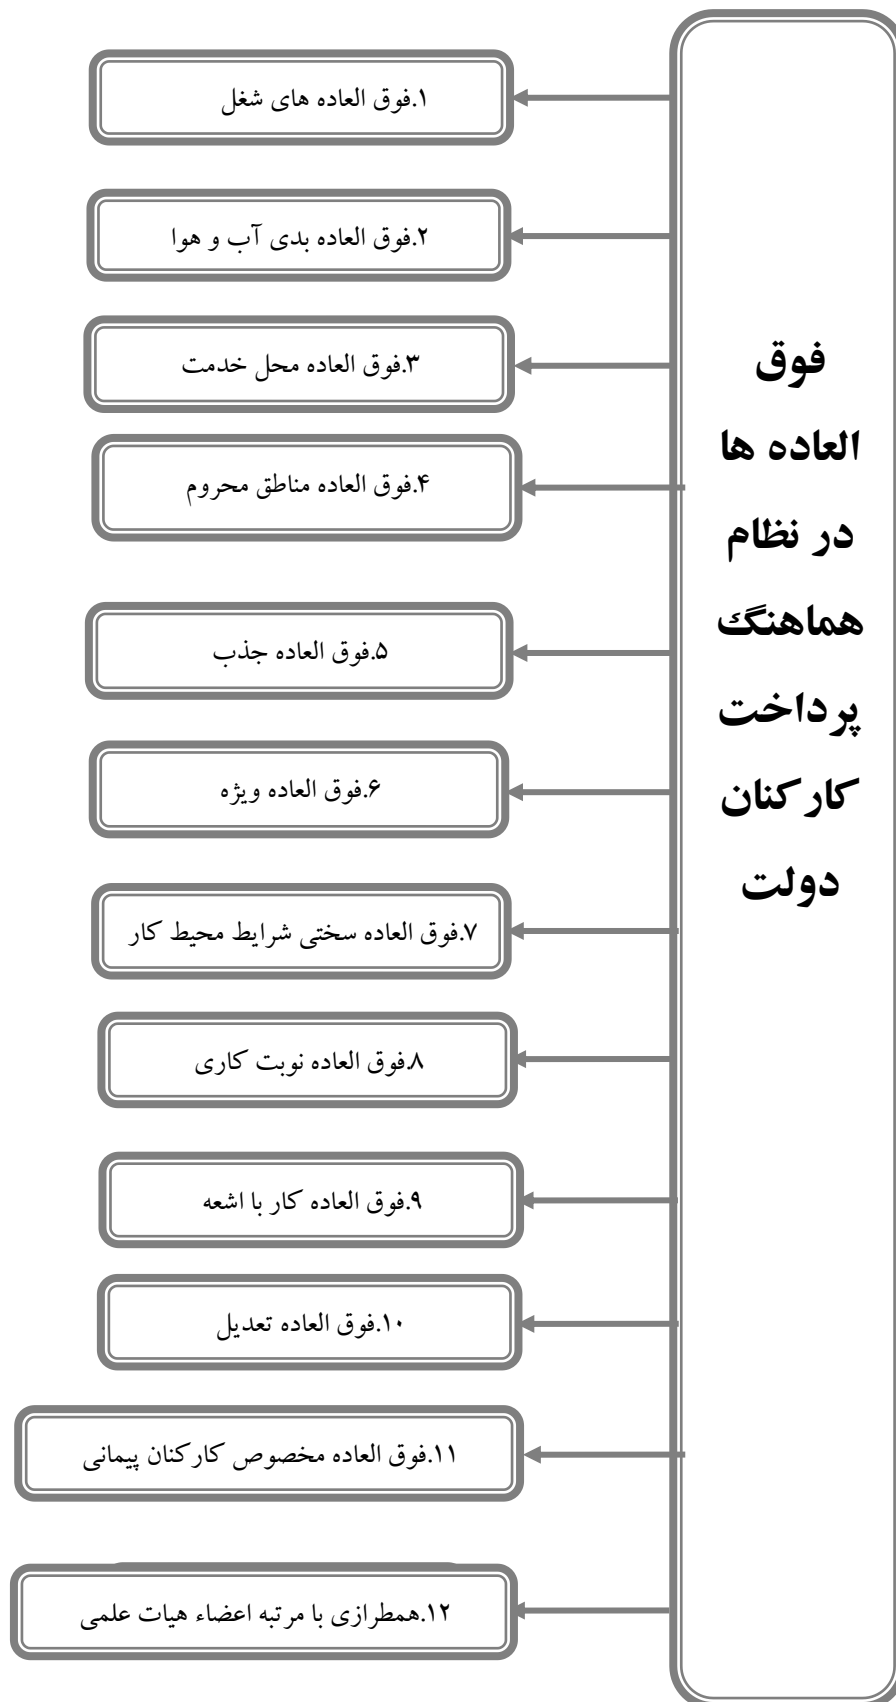 فوق
العاده ها
در نظام
هماهنگ
پرداخت
کارکنان
دولت
۱.فوق العاده های شغل
۲.فوق العاده بدی آب و هوا
۳.فوق العاده محل خدمت
۴.فوق العاده مناطق محروم
۵.فوق العاده جذب
۶.فوق العاده ویژه
۷.فوق العاده سختی شرایط محیط کار
۸.فوق العاده نوبت کاری
۹.فوق العاده کار با اشعه
۱۰.فوق العاده تعدیل
۱۱.فوق العاده مخصوص کارکنان پیمانی
۱۲.همطرازی با مرتبه اعضاء هیات علمی